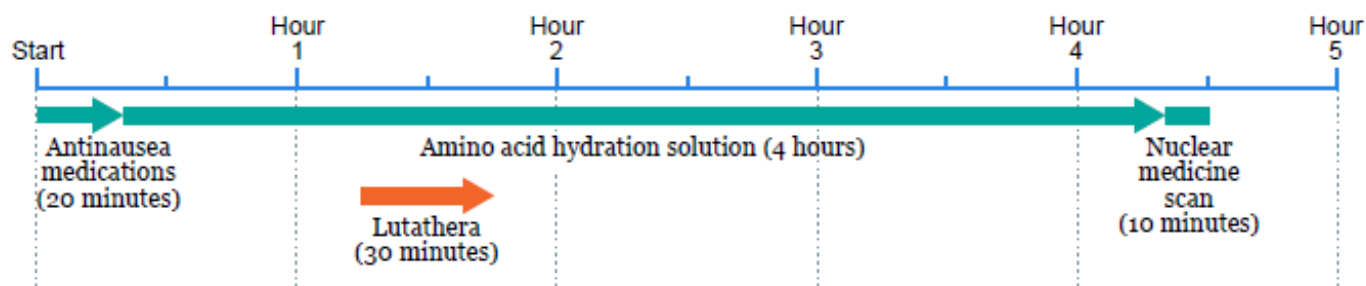 Start
Hour
1
Hour
2
Hour
3
Hour
4
Hour
5
Antinausea
medications
(20 minutes)
Amino acid hydration solution (4 hours)
Nuclear
medicine
scan
(10 minutes)
Lutathera
(30 minutes)